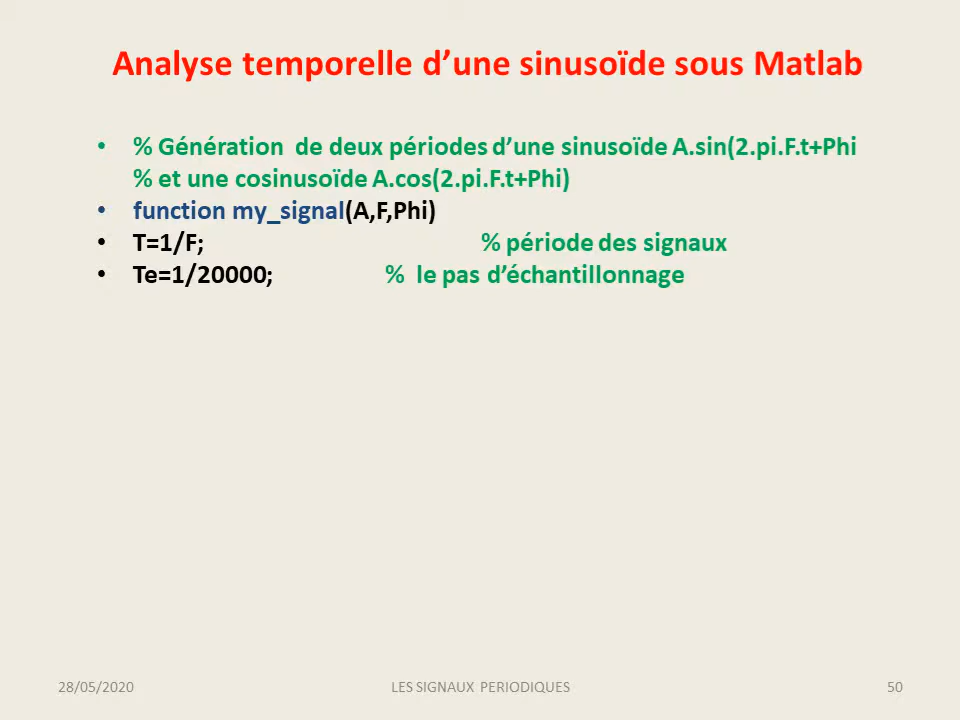 Analyse temporelle d’une sinusoïde sous Matlab
• % Génération de deux périodes d’une sinusoïde A.sin(2.pi.F.t+Phi
% et une cosinusoïde A.cos(2.pi.F.t+Phi)
• function my_signal(A,F,Phi)
• T=1/F; % période des signaux
• Te=1/20000; % le pas d’échantillonnage
28/05/2020 LES SIGNAUX PERIODIQUES 50